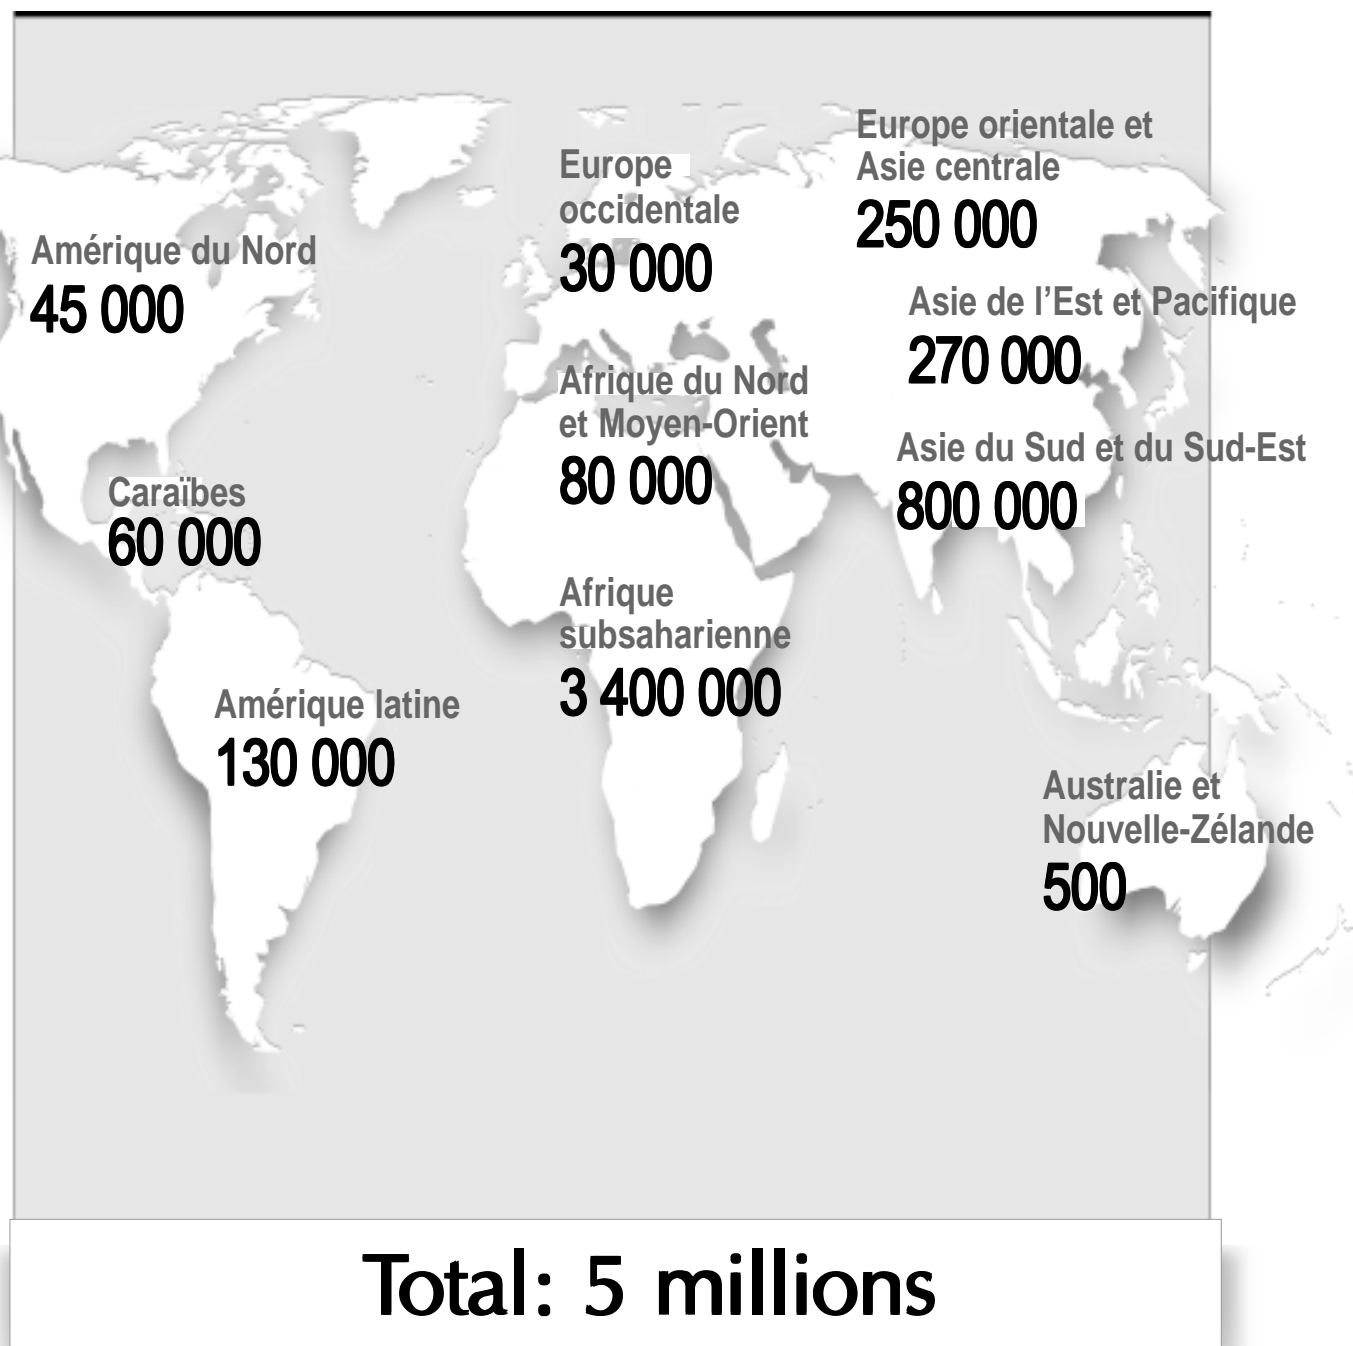 Amérique du Nord
45 000
Caraïbes
60 000
Amérique latine
130 000
Europe
occidentale
30 000
Afrique du Nord
et Moyen-Orient
80 000
Afrique
subsaharienne
3 400 000
Europe orientale et
Asie centrale
250 000
Asie de l’Est et Pacifique
270 000
Asie du Sud et du Sud-Est
800 000
Australie et
Nouvelle-Zélande
500
Total: 5 millions